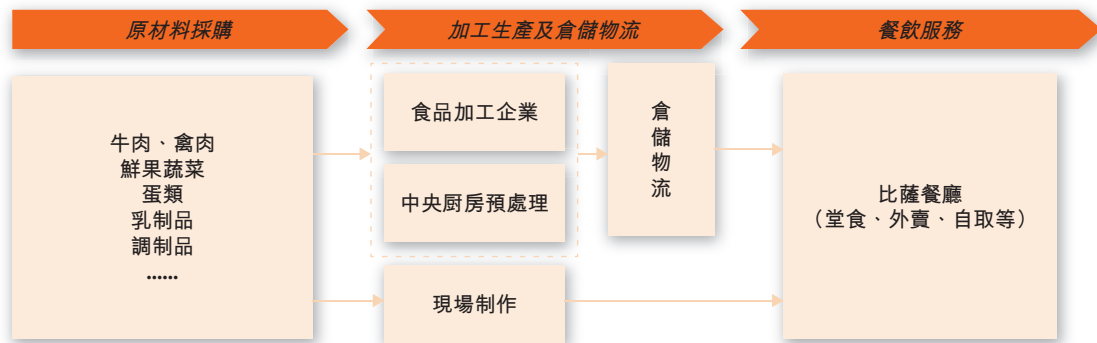 原材料採購
加工生產及倉儲物流
餐飲服務
牛肉、禽肉
鮮果蔬菜
蛋類
乳制品
調制品
......
食品加工企業
中央厨房預處理
現場制作
倉儲物流
比薩餐廳
（堂食、外賣、自取等）